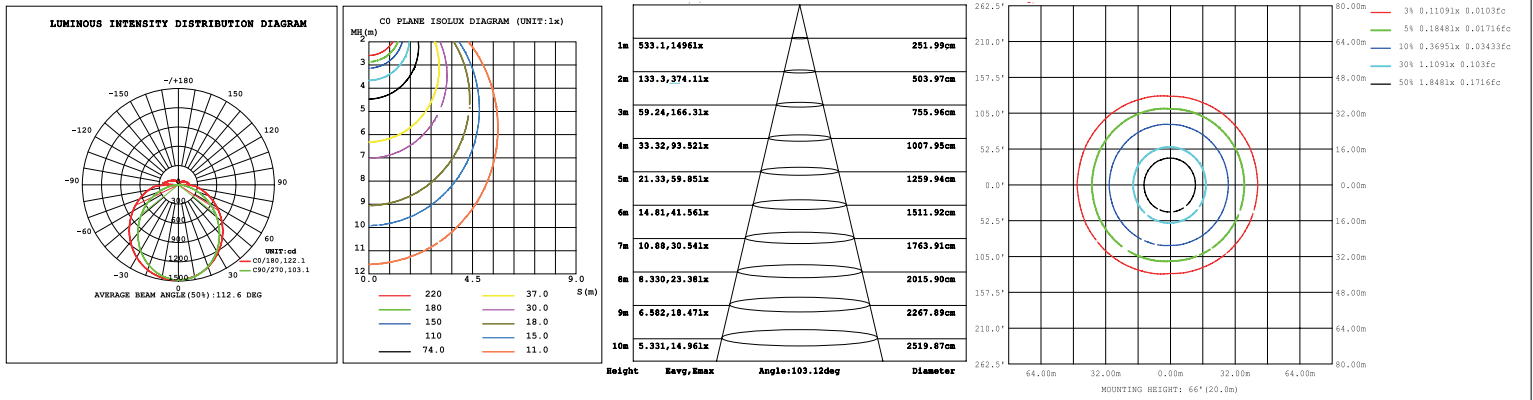 LUMINOUS INTENSITY DISTRIBUTION DIAGRAM
-/+180
-150
150
-120
120
-90
90
-60
60
-30
30
0
0
300
600
900
1200
1500
UNIT:cd
C0/180,122.1
C90/270,103.1
AVERAGE BEAM ANGLE(50%):112.6 DEG
C0 PLANE ISOLUX DIAGRAM (UNIT:lx)
MH(m)
2
3
4
5
6
7
8
9
10
11
12
0.0
4.5
9.0
S(m)
220
37.0
180
30.0
150
18.0
110
15.0
74.0
11.0
1m 533.1,1496lx 251.99cm
2m 133.3,374.1lx 503.97cm
3m 59.24,166.3lx 755.96cm
4m 33.32,93.52lx 1007.95cm
5m 21.33,59.85lx 1259.94cm
6m 14.81,41.56lx 1511.92cm
7m 10.88,30.54lx 1763.91cm
8m 8.330,23.38lx 2015.90cm
9m 6.582,18.47lx 2267.89cm
10m 5.331,14.96lx 2519.87cm
Height Eavg,Emax Angle:103.12deg Diameter
262.5' 80.00m
210.0' 64.00m
157.5' 48.00m
105.0' 32.00m
52.5' 16.00m
0.0' 0.00m
52.5' 16.00m
105.0' 32.00m
157.5' 48.00m
210.0' 64.00m
262.5' 80.00m
64.00m 32.00m 0.00m 32.00m 64.00m
MOUNTING HEIGHT: 66'(20.0m)
3% 0.1109lx 0.0103fc
5% 0.1848lx 0.01716fc
10% 0.3695lx 0.03433fc
30% 1.109lx 0.103fc
50% 1.848lx 0.1716fc